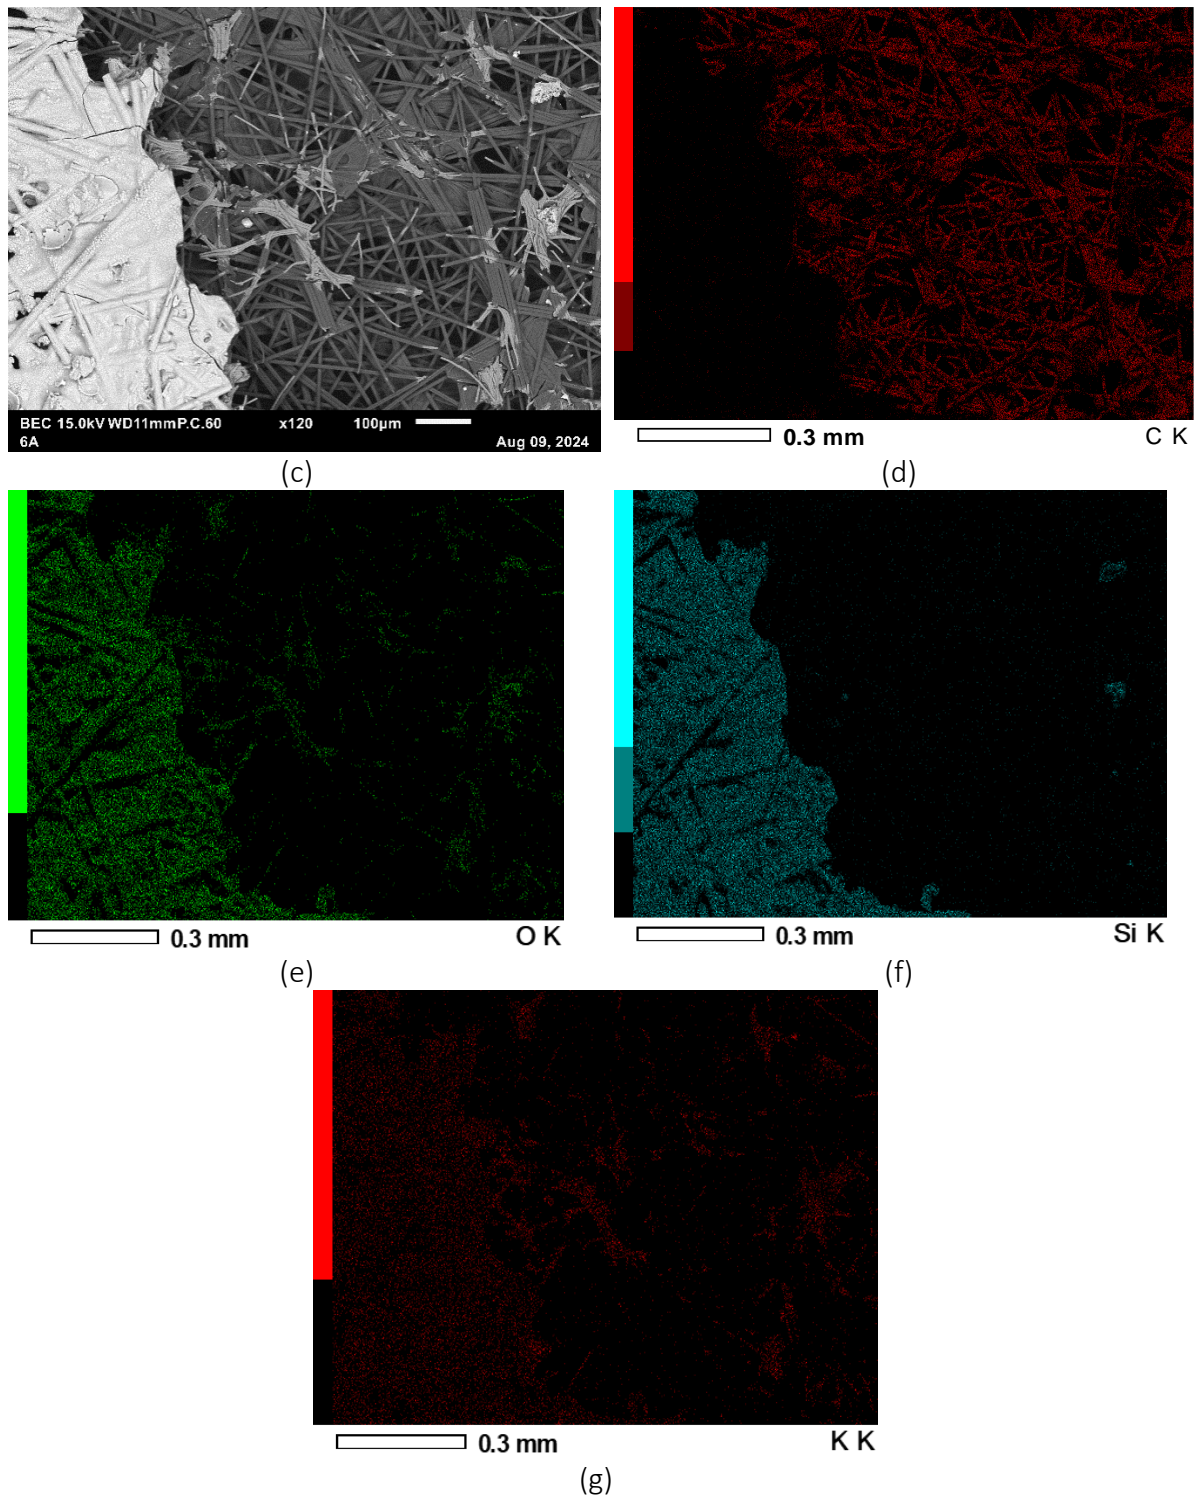 BEC 15.0kV WD11mmP.C.60 x120 100µm
6A Aug 09, 2024
(c)
0.3 mm C K
(d)
0.3 mm O K
(e)
0.3 mm Si K
(f)
0.3 mm K K
(g)